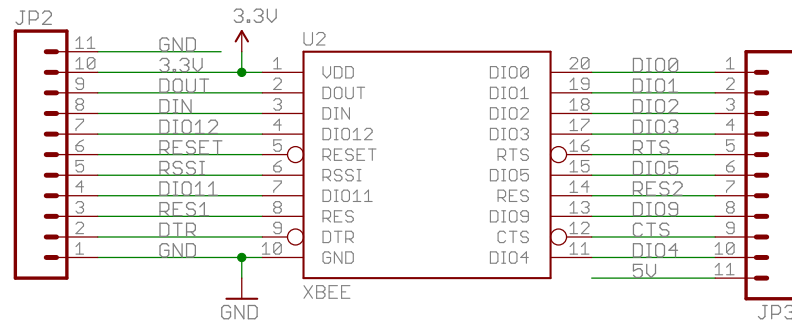 3.3V
JP2
U2
11 GND
10 3.3V 1 VDD DIO0 20 DIO0 1
9 DOUT 2 DOUT DIO1 19 DIO1 2
8 DIN 3 DIN DIO2 18 DIO2 3
7 DIO12 4 DIO12 DIO3 17 DIO3 4
6 RESET 5 RESET RTS 16 RTS 5
5 RSSI 6 RSSI DIO5 15 DIO5 6
4 DIO11 7 DIO11 RES 14 RES2 7
3 RES1 8 RES DIO9 13 DIO9 8
2 DTR 9 DTR CTS 12 CTS 9
1 GND 10 GND DIO4 11 DIO4 10
5V 11
XBEE
GND
JP3